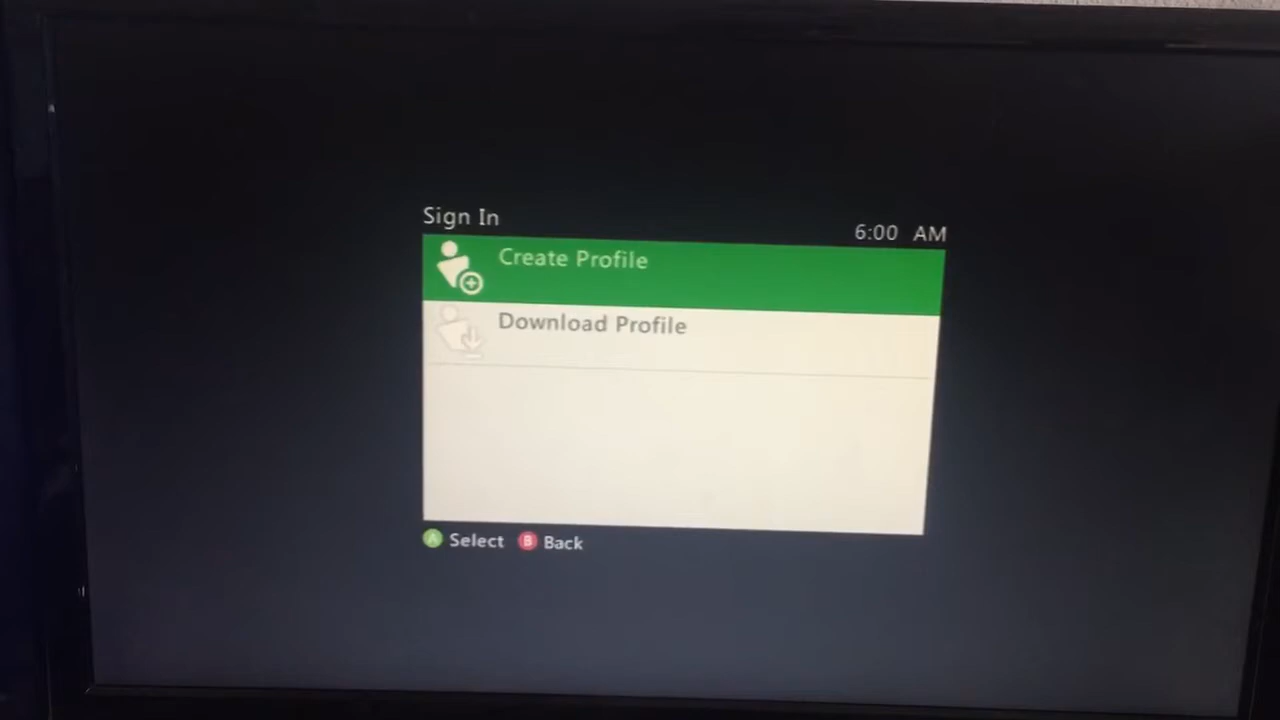 Sign In
6:00 AM
Create Profile
Download Profile
A Select B Back